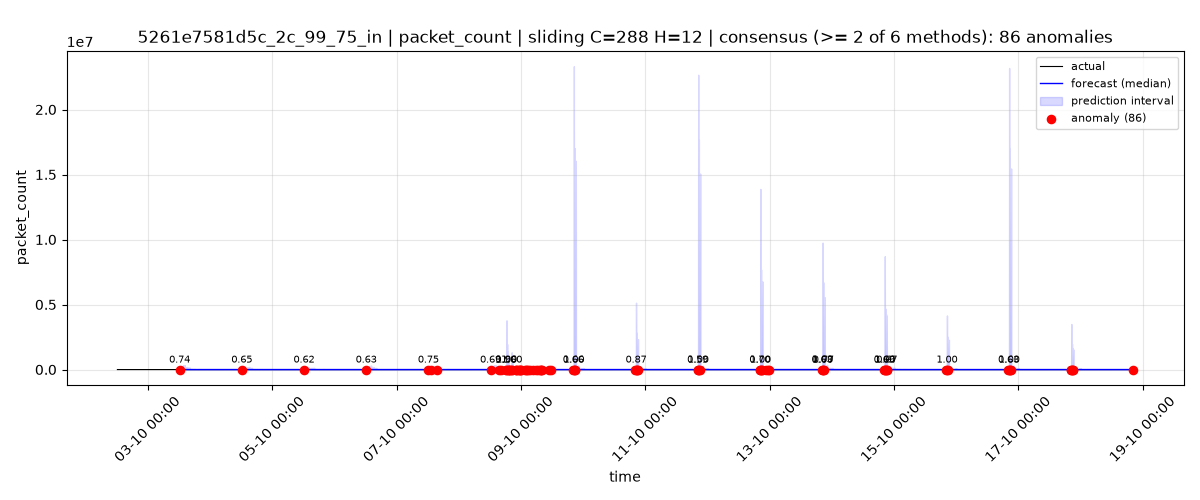 5261e7581d5c_2c_99_75_in | packet_count | sliding C=288 H=12 | consensus (>= 2 of 6 methods): 86 anomalies
1e7
actual
forecast (median)
prediction interval
anomaly (86)
2.0
1.5
1.0
0.5
0.0
packet_count
0.74
0.65
0.62
0.63
0.75
0.87
1.00
03-10 00:00
05-10 00:00
07-10 00:00
09-10 00:00
11-10 00:00
13-10 00:00
15-10 00:00
17-10 00:00
19-10 00:00
time